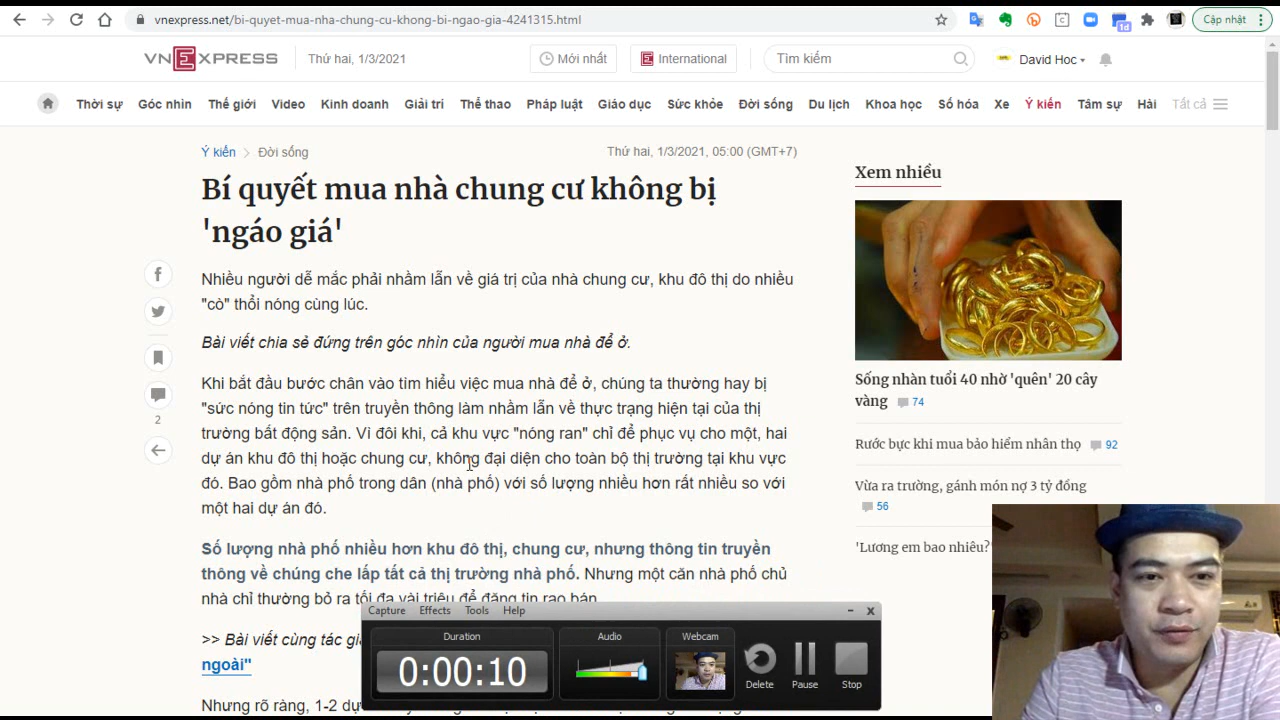 vnexpress.net/bi-quyet-mua-nha-chung-cu-khong-bi-ngao-gia-4241315.html
1d
Cập nhật
VNEXPRESS
Thứ hai, 1/3/2021
Mới nhất
E International
Tìm kiếm
David Hoc
Thời sự Góc nhìn Thế giới Video Kinh doanh Giải trí Thể thao Pháp luật Giáo dục Sức khỏe Đời sống Du lịch Khoa học Số hóa Xe Ý kiến Tâm sự Hài Tất cả
Ý kiến > Đời sống
Thứ hai, 1/3/2021, 05:00 (GMT+7)
Bí quyết mua nhà chung cư không bị
'ngáo giá'
Nhiều người dễ mắc phải nhầm lẫn về giá trị của nhà chung cư, khu đô thị do nhiều
"cò" thổi nóng cùng lúc.
Bài viết chia sẻ đứng trên góc nhìn của người mua nhà để ở.
Khi bắt đầu bước chân vào tìm hiểu việc mua nhà để ở, chúng ta thường hay bị
"sức nóng tin tức" trên truyền thông làm nhầm lẫn về thực trạng hiện tại của thị
trường bất động sản. Vì đôi khi, cả khu vực "nóng ran" chỉ để phục vụ cho một, hai
dự án khu đô thị hoặc chung cư, không đại diện cho toàn bộ thị trường tại khu vực
đó. Bao gồm nhà phố trong dân (nhà phố) với số lượng nhiều hơn rất nhiều so với
một hai dự án đó.
2
Số lượng nhà phố nhiều hơn khu đô thị, chung cư, nhưng thông tin truyền
thông về chúng che lấp tất cả thị trường nhà phố. Nhưng một căn nhà phố chủ
nhà chỉ thường bỏ ra tối đa vài triệu để đăng tin rao bán.
>> Bài viết cùng tác giả
ngoài"
Nhưng rõ ràng, 1-2 dự
Xem nhiều
Sống nhàn tuổi 40 nhờ 'quên' 20 cây
vàng 74
Rước bực khi mua bảo hiểm nhân thọ 92
Vừa ra trường, gánh món nợ 3 tỷ đồng
56
'Lương em bao nhiêu?'
Capture Effects Tools Help
Duration
0:00:10
Audio
Webcam
Delete
Pause
Stop